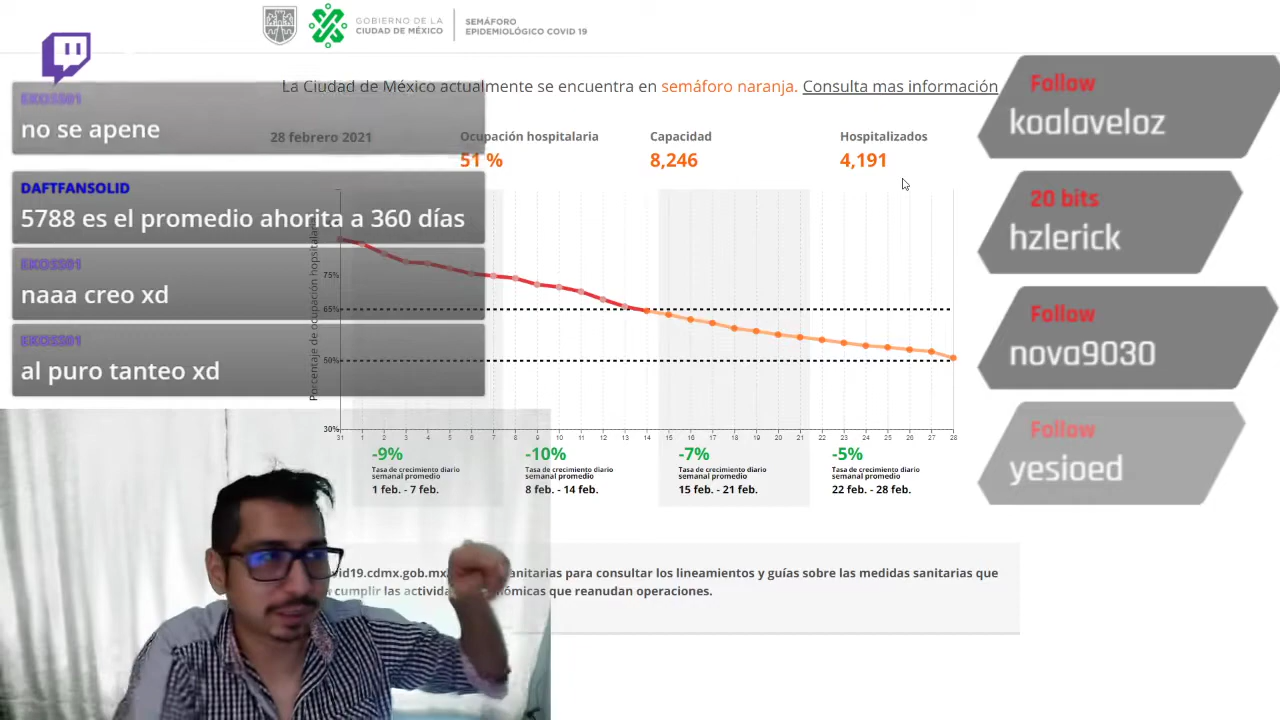 GOBIERNO DE LA
CIUDAD DE MÉXICO
SEMÁFORO
EPIDEMIOLÓGICO COVID 19
La Ciudad de México actualmente se encuentra en semáforo naranja. Consulta mas información
28 febrero 2021
Ocupación hospitalaria
51 %
Capacidad
8,246
Hospitalizados
4,191
EKOSS01
no se apene
DAFTFANSOLID
5788 es el promedio ahorita a 360 días
EKOSS01
naaa creo xd
EKOSS01
al puro tanteo xd
Follow
koalaveloz
20 bits
hzlerick
Follow
nova9030
Follow
yesioed
Porcentaje de ocupación hopsitalaria
75%
65%
50%
30%
31 1 2 3 4 5 6 7 8 9 10 11 12 13 14 15 16 17 18 19 20 21 22 23 24 25 26 27 28
-9%
Tasa de crecimiento diario
semanal promedio
1 feb. - 7 feb.
-10%
Tasa de crecimiento diario
semanal promedio
8 feb. - 14 feb.
-7%
Tasa de crecimiento diario
semanal promedio
15 feb. - 21 feb.
-5%
Tasa de crecimiento diario
semanal promedio
22 feb. - 28 feb.
vid19.cdmx.gob.mx anitarias para consultar los lineamientos y guías sobre las medidas sanitarias que
cumplir las activida ómicas que reanudan operaciones.